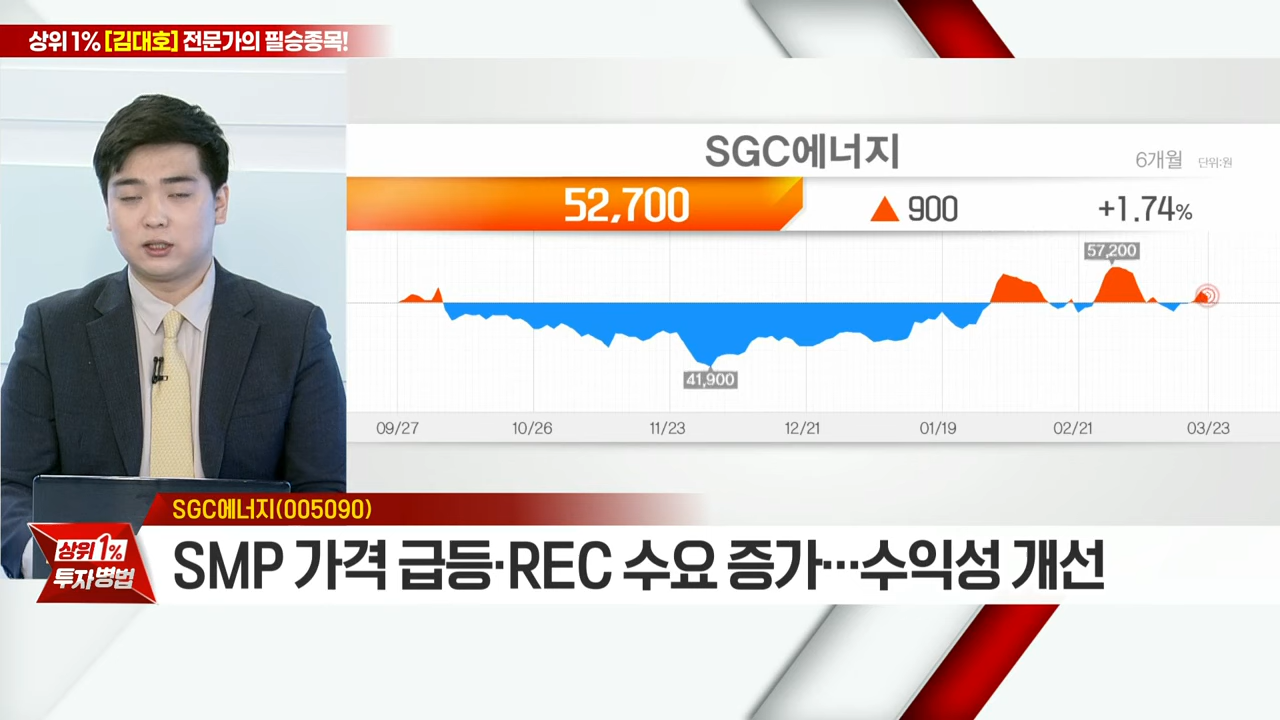 상위 1% [김대호] 전문가의 필승종목!
SGC에너지
6개월 단위:원
52,700 ▲ 900 +1.74%
57,200
41,900
09/27 10/26 11/23 12/21 01/19 02/21 03/23
SGC에너지(005090)
상위 1%
투자병법
SMP 가격 급등·REC 수요 증가…수익성 개선